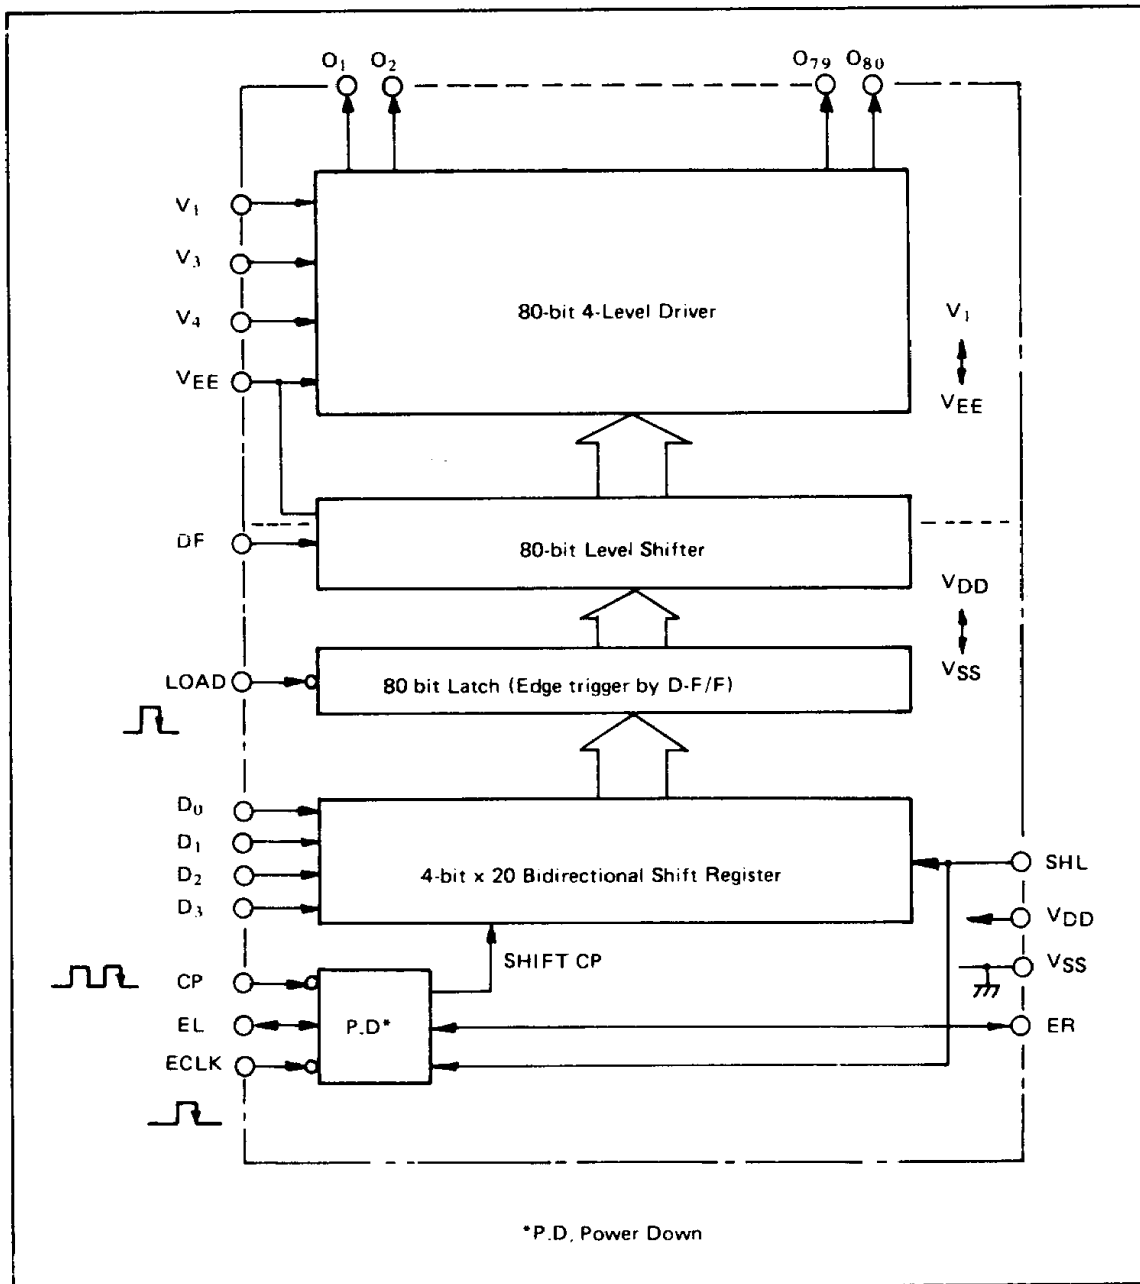 O1 O2 O79 O80
V1
V3
80-bit 4-Level Driver
V4
V1
VEE
VEE
DF
80-bit Level Shifter
VDD
LOAD
80 bit Latch (Edge trigger by D-F/F)
VSS
D0
D1
D2
D3
4-bit x 20 Bidirectional Shift Register
SHL
VDD
SHIFT CP
VSS
CP
EL
P.D*
ER
ECLK
*P.D, Power Down